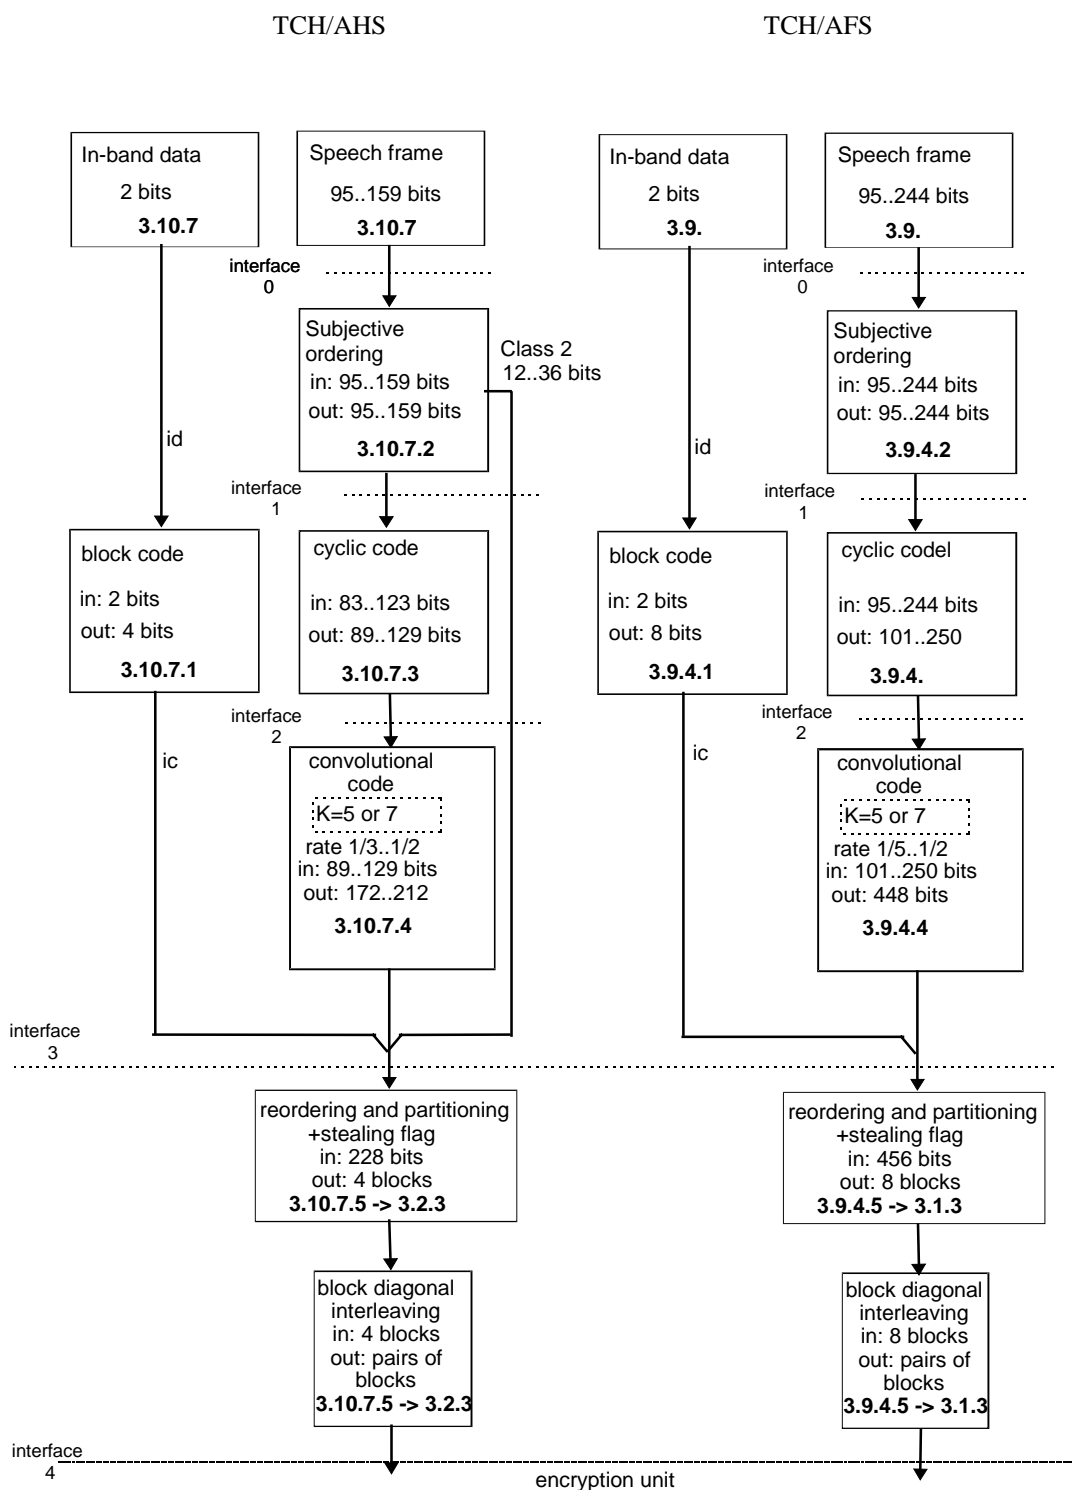 TCH/AHS
TCH/AFS
In-band data
2 bits
3.10.7
Speech frame
95..159 bits
3.10.7
In-band data
2 bits
3.9.
Speech frame
95..244 bits
3.9.
interface
0
interface
0
Subjective
ordering
in: 95..159 bits
out: 95..159 bits
3.10.7.2
Class 2
12..36 bits
Subjective
ordering
in: 95..244 bits
out: 95..244 bits
3.9.4.2
id
id
interface
1
interface
1
block code
in: 2 bits
out: 4 bits
3.10.7.1
cyclic code
in: 83..123 bits
out: 89..129 bits
3.10.7.3
block code
in: 2 bits
out: 8 bits
3.9.4.1
cyclic codel
in: 95..244 bits
out: 101..250
3.9.4.
interface
2
interface
2
ic
ic
convolutional
code
K=5 or 7
rate 1/3..1/2
in: 89..129 bits
out: 172..212
3.10.7.4
convolutional
code
K=5 or 7
rate 1/5..1/2
in: 101..250 bits
out: 448 bits
3.9.4.4
interface
3
reordering and partitioning
+stealing flag
in: 228 bits
out: 4 blocks
3.10.7.5 -> 3.2.3
reordering and partitioning
+stealing flag
in: 456 bits
out: 8 blocks
3.9.4.5 -> 3.1.3
block diagonal
interleaving
in: 4 blocks
out: pairs of
blocks
3.10.7.5 -> 3.2.3
block diagonal
interleaving
in: 8 blocks
out: pairs of
blocks
3.9.4.5 -> 3.1.3
interface
4
encryption unit